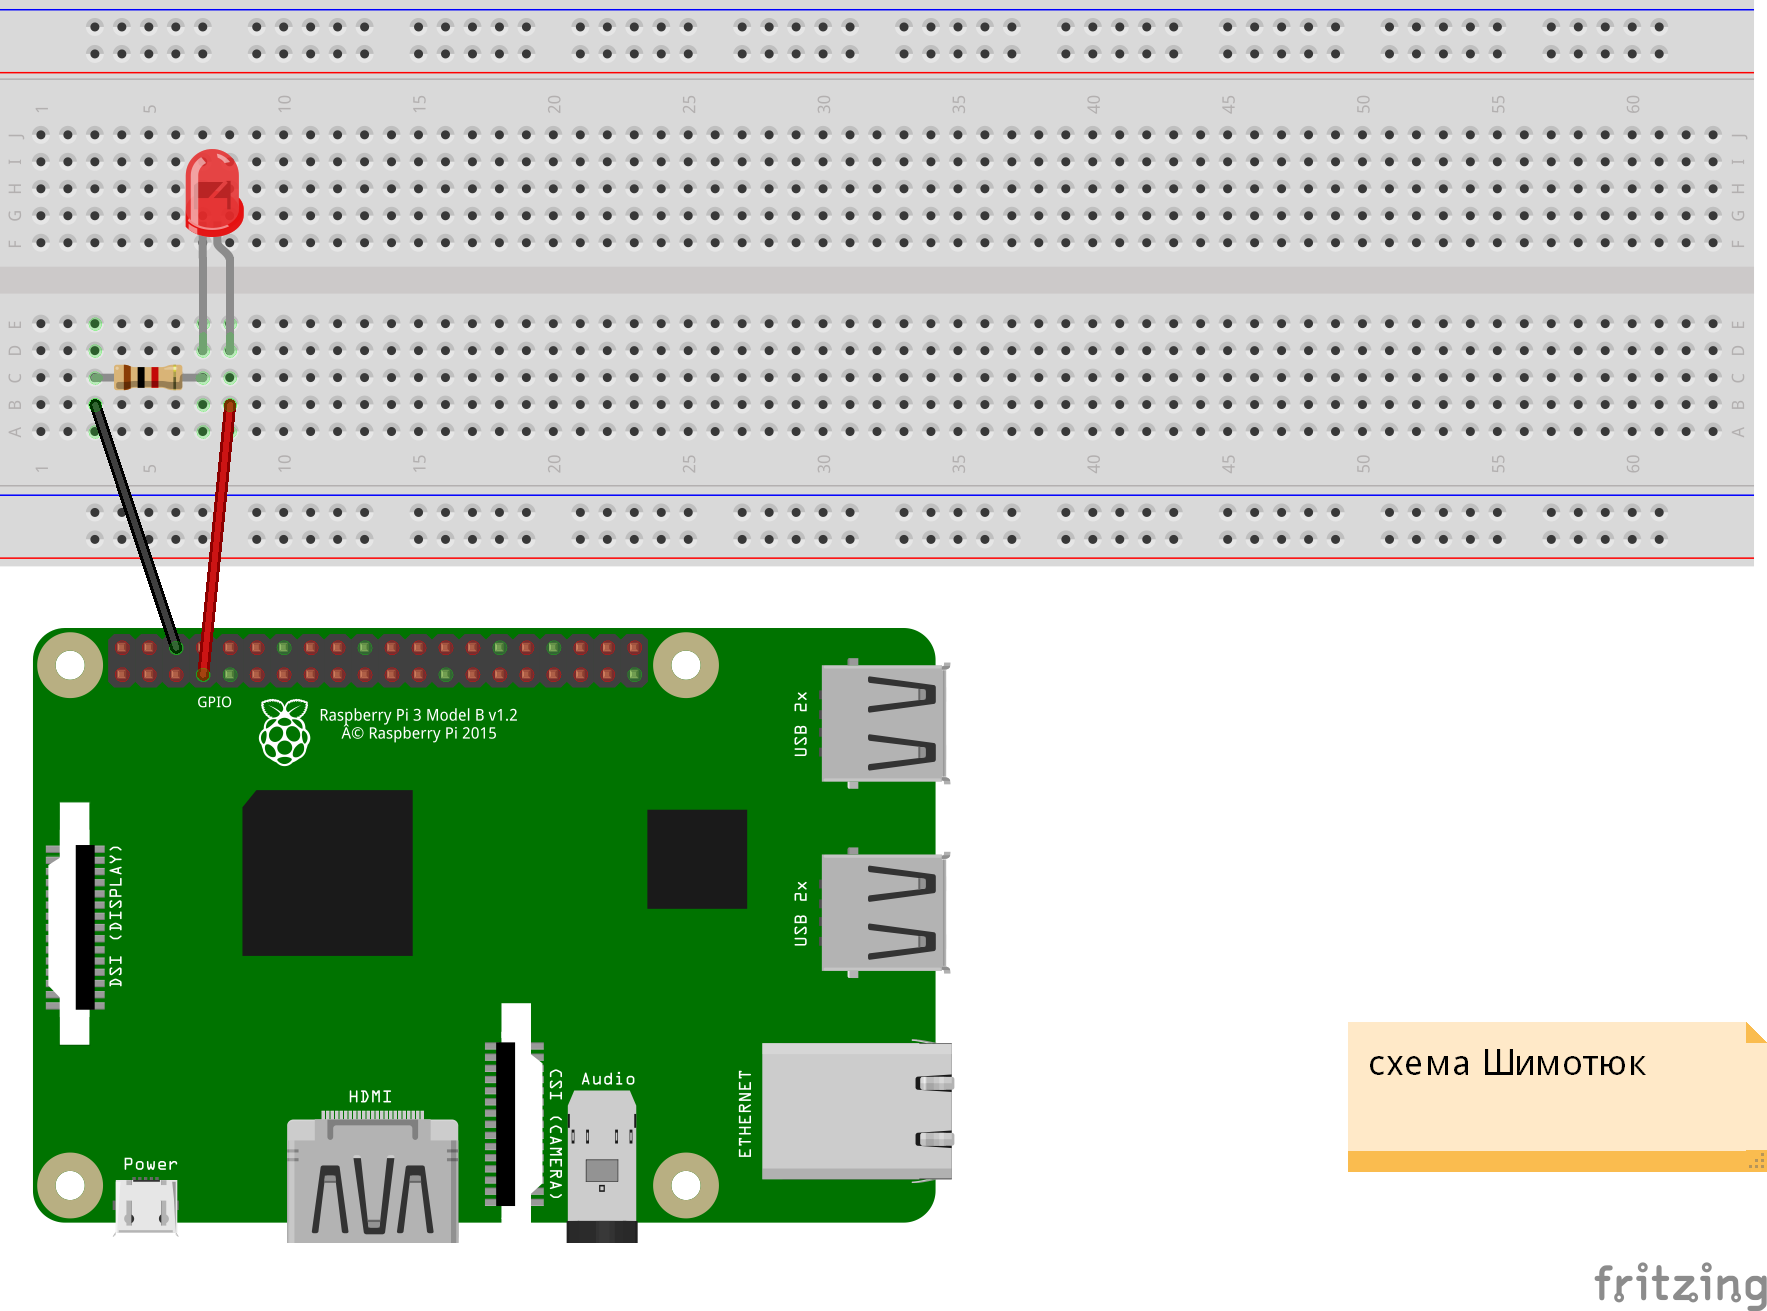 1 5 10 15 20 25 30 35 40 45 50 55 60
J J
I I
H H
G G
F F
E E
D D
C C
B B
A A
1 5 10 15 20 25 30 35 40 45 50 55 60
GPIO
Raspberry Pi 3 Model B v1.2
Â© Raspberry Pi 2015
USB 2x
DSI (DISPLAY)
USB 2x
схема Шимотюк
HDMI
CSI (CAMERA)
Audio
ETHERNET
Power
fritzing